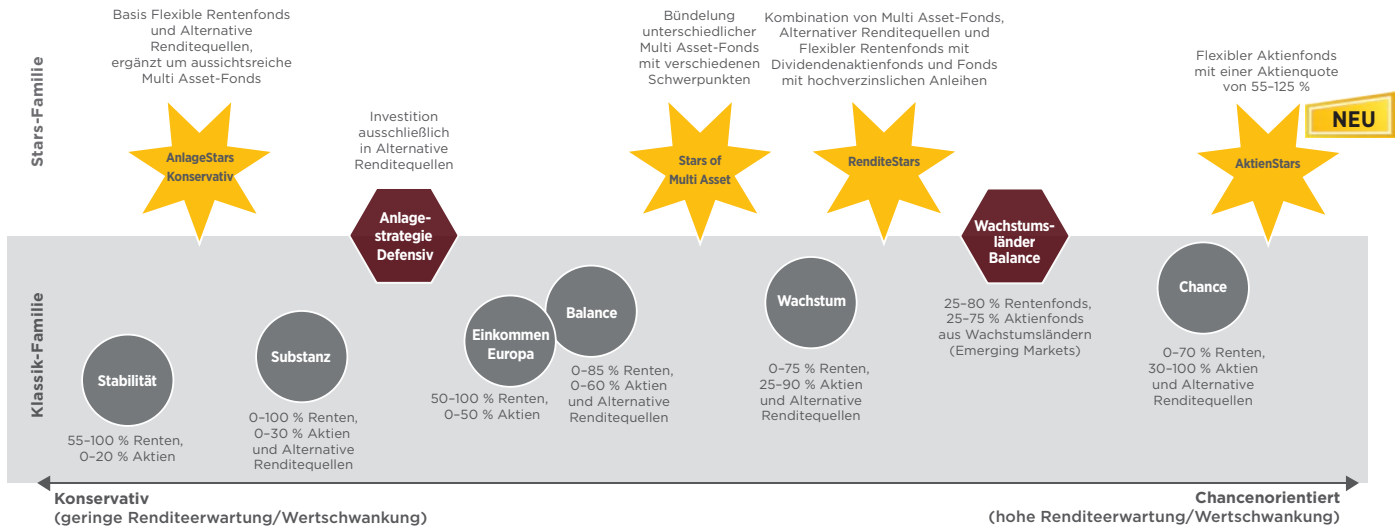 Stars-Familie
Basis Flexible Rentenfonds
und Alternative
Renditequellen,
ergänzt um aussichtsreiche
Multi Asset-Fonds
AnlageStars
Konservativ
Investition
ausschließlich
in Alternative
Renditequellen
Anlage-
strategie
Defensiv
Bündelung
unterschiedlicher
Multi Asset-Fonds
mit verschiedenen
Schwerpunkten
Stars of
Multi Asset
Kombination von Multi Asset-Fonds,
Alternativer Renditequellen und
Flexibler Rentenfonds mit
Dividendenaktienfonds und Fonds
mit hochverzinslichen Anleihen
RenditeStars
Wachstums-
länder
Balance
25–80 % Rentenfonds,
25–75 % Aktienfonds
aus Wachstumsländern
(Emerging Markets)
Flexibler Aktienfonds
mit einer Aktienquote
von 55–125 %
NEU
AktienStars
Klassik-Familie
Stabilität
55–100 % Renten,
0–20 % Aktien
Substanz
0–100 % Renten,
0–30 % Aktien
und Alternative
Renditequellen
Einkommen
Europa
50–100 % Renten,
0–50 % Aktien
Balance
0–85 % Renten,
0–60 % Aktien
und Alternative
Renditequellen
Wachstum
0–75 % Renten,
25–90 % Aktien
und Alternative
Renditequellen
Chance
0–70 % Renten,
30–100 % Aktien
und Alternative
Renditequellen
Konservativ
(geringe Renditeerwartung/Wertschwankung)
Chancenorientiert
(hohe Renditeerwartung/Wertschwankung)